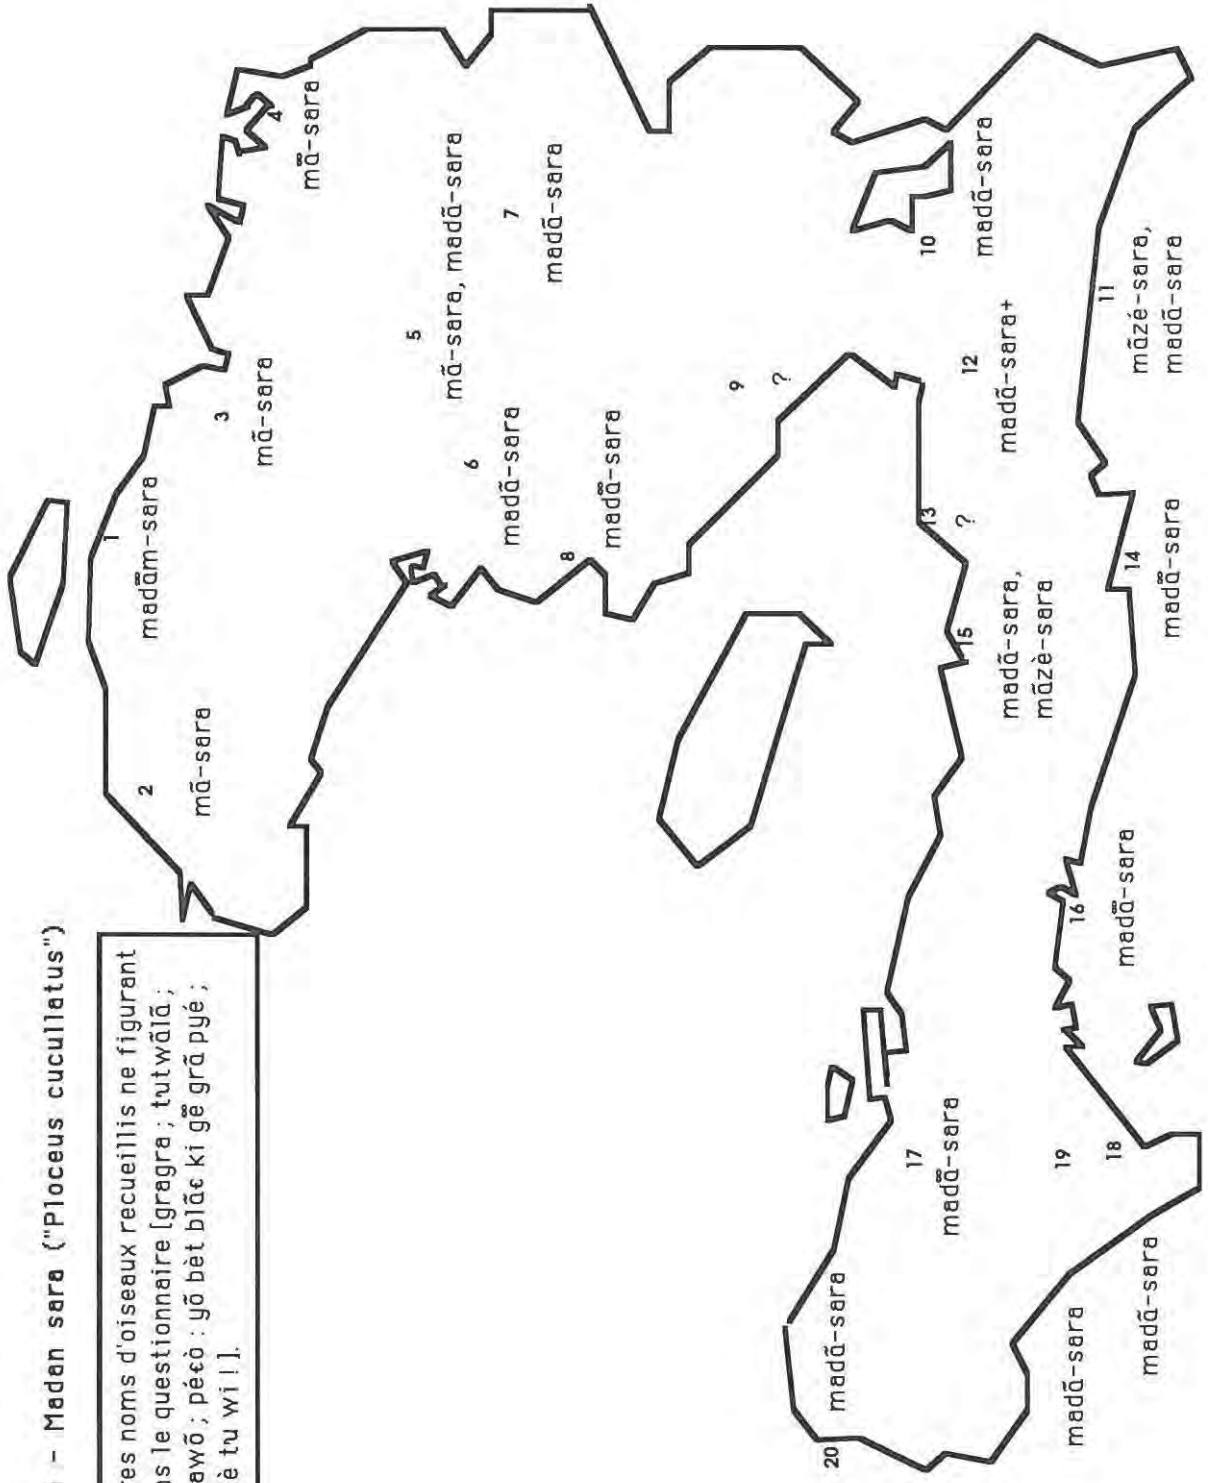 - Madan sara ("Ploceus cucullatus")
res noms d'oiseaux recueillis ne figurant
as le questionnaire [gragra ; tutwãlã ;
awõ ; péɛò : yõ bèt blãɛ ki gẽ̈ grã pyé ;
è tu wi ! ].
1
madã̈m-sara
2
mã-sara
3
mã-sara
4
mã̈-sara
5
mã-sara, madã-sara
6
madã-sara
7
madã-sara
8
madã̈-sara
9
?
10
madã-sara
11
mãzé-sara,
madã-sara
12
madã-sara+
13
?
14
madã̈-sara
15
madã-sara,
mãzè-sara
16
madã̈-sara
17
madã̈-sara
18
madã-sara
19
madã-sara
20
madã-sara